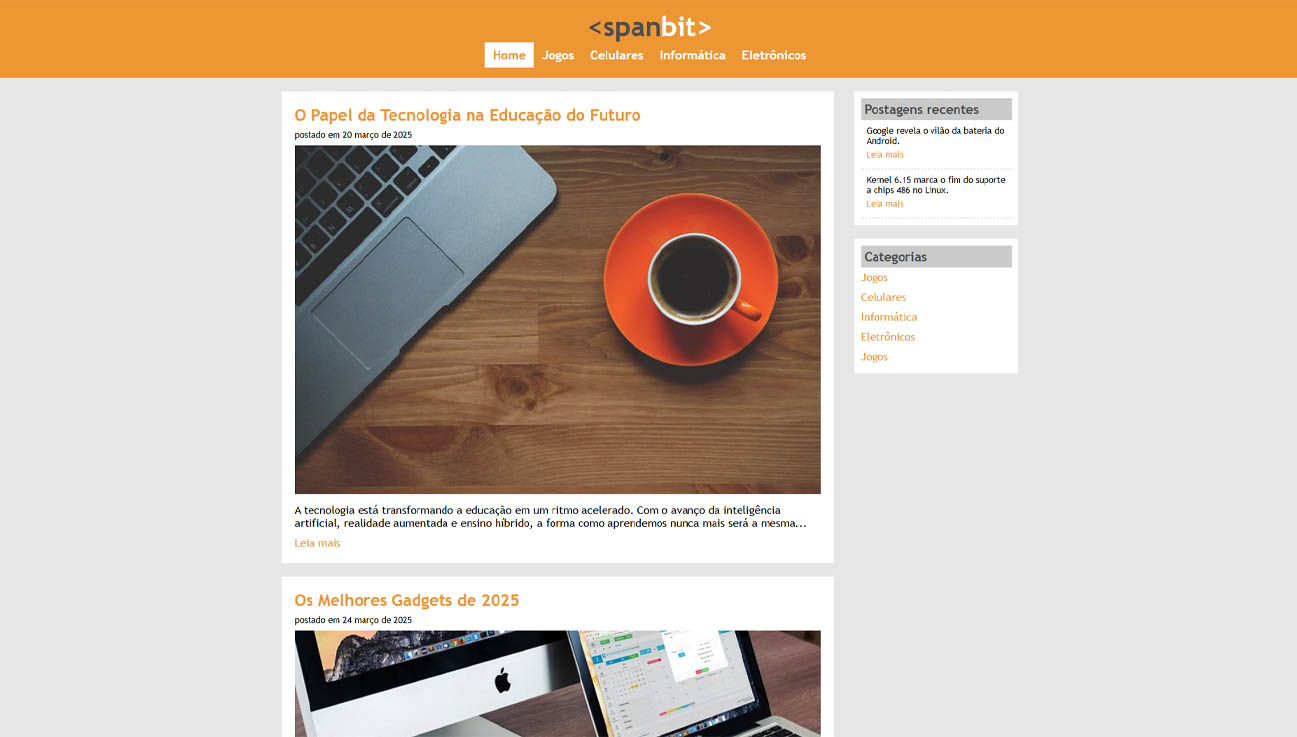 <spanbit>
Home Jogos Celulares Informática Eletrônicos
O Papel da Tecnologia na Educação do Futuro
postado em 20 março de 2025
A tecnologia está transformando a educação em um ritmo acelerado. Com o avanço da inteligência
artificial, realidade aumentada e ensino híbrido, a forma como aprendemos nunca mais será a mesma...
Leia mais
Os Melhores Gadgets de 2025
postado em 24 março de 2025
Postagens recentes
Google revela o vilão da bateria do
Android.
Leia mais
Kernel 6.15 marca o fim do suporte
a chips 486 no Linux.
Leia mais
Categorias
Jogos
Celulares
Informática
Eletrônicos
Jogos